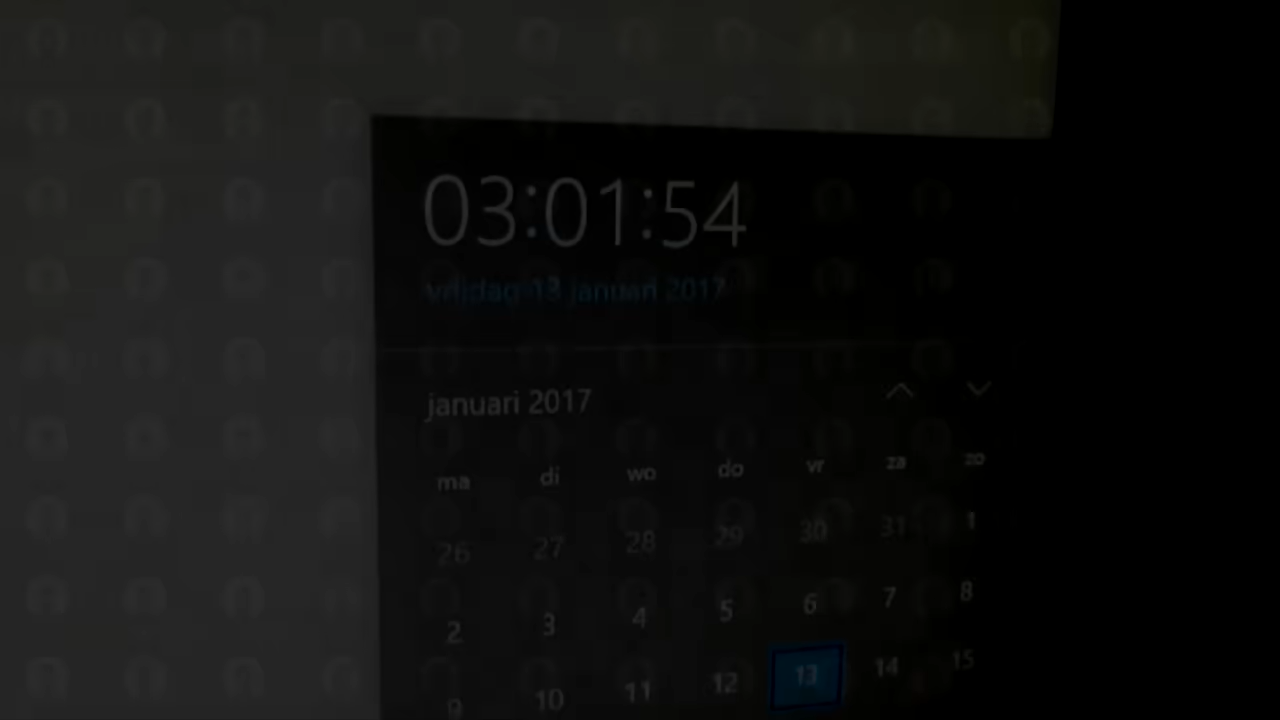 03:01:54
vrijdag 13 januari 2017
januari 2017
ma di wo do vr za zo
26 27 28 29 30 31 1
2 3 4 5 6 7 8
9 10 11 12 13 14 15